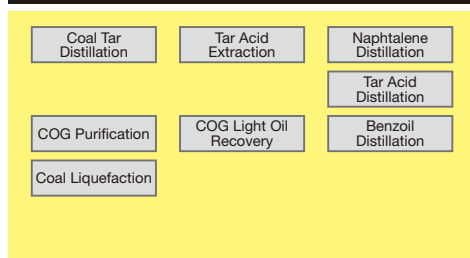 Coal Tar
Distillation
Tar Acid
Extraction
Naphtalene
Distillation
Tar Acid
Distillation
COG Purification
COG Light Oil
Recovery
Benzoil
Distillation
Coal Liquefaction